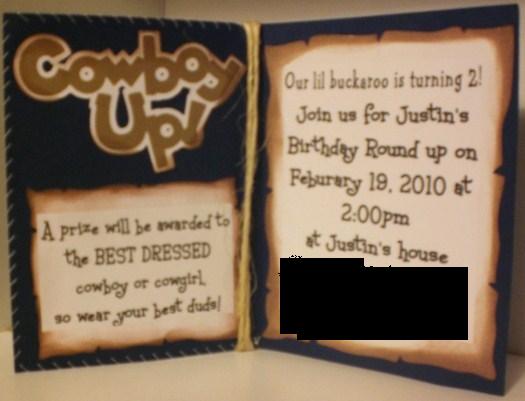 Cowboy
Up!
A prize will be awarded to
the BEST DRESSED
cowboy or cowgirl,
so wear your best duds!
Our lil buckaroo is turning 2!
Join us for Justin's
Birthday Round up on
Feburary 19, 2010 at
2:00pm
at Justin's house